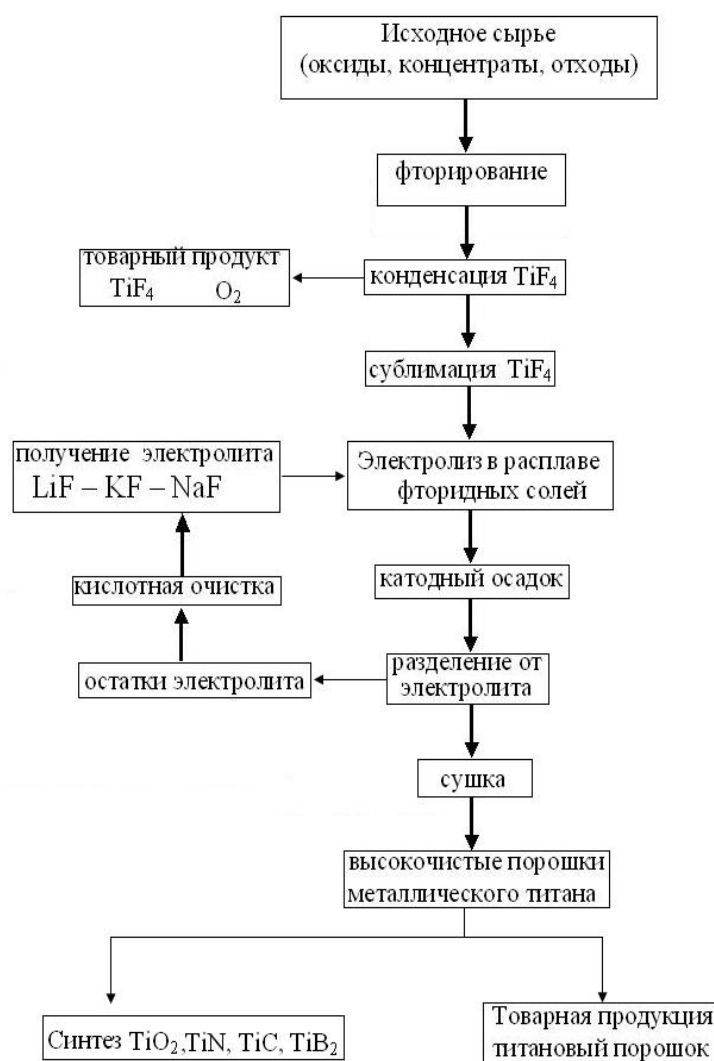 Исходное сырье
(оксиды, концентраты, отходы)
фторирование
товарный продукт
TiF₄ O₂
конденсация TiF₄
сублимация TiF₄
получение электролита
LiF – KF – NaF
Электролиз в расплаве
фторидных солей
кислотная очистка
катодный осадок
остатки электролита
разделение от
электролита
сушка
высокочистые порошки
металлического титана
Синтез TiO₂,TiN, TiC, TiB₂
Товарная продукция
титановый порошок